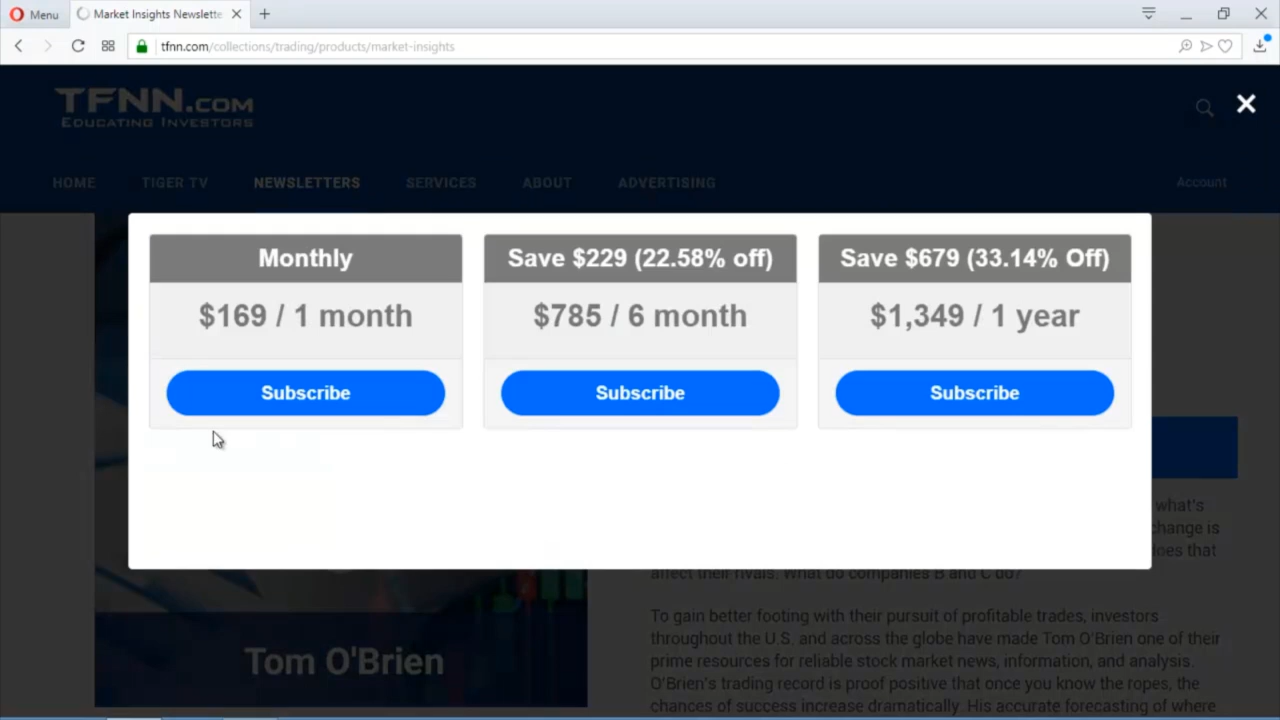 Menu
Market Insights Newslette
tfnn.com/collections/trading/products/market-insights
TFNN.COM
EDUCATING INVESTORS
HOME
TIGER TV
NEWSLETTERS
SERVICES
ABOUT
ADVERTISING
Account
Monthly
$169 / 1 month
Subscribe
Save $229 (22.58% off)
$785 / 6 month
Subscribe
Save $679 (33.14% Off)
$1,349 / 1 year
Subscribe
what's
change is
that
affect their rivals. What do companies B and C do?
To gain better footing with their pursuit of profitable trades, investors
throughout the U.S. and across the globe have made Tom O'Brien one of their
prime resources for reliable stock market news, information, and analysis.
O'Brien's trading record is proof positive that once you know the ropes, the
chances of success increase dramatically. His accurate forecasting of where
Tom O'Brien